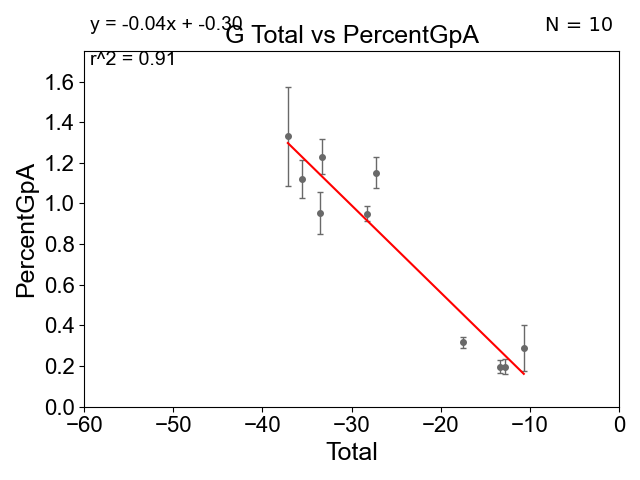 y = -0.04x + -0.30
G Total vs PercentGpA
N = 10
r^2 = 0.91
PercentGpA
1.6
1.4
1.2
1.0
0.8
0.6
0.4
0.2
0.0
−60 −50 −40 −30 −20 −10 0
Total